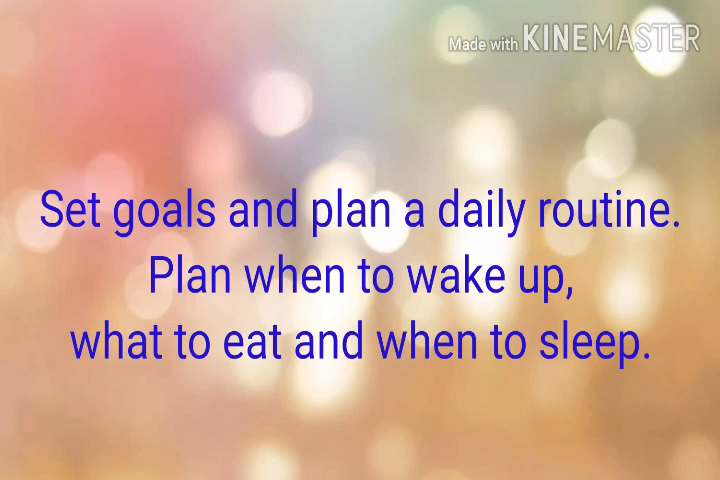 Made with KINEMASTER
Set goals and plan a daily routine.
Plan when to wake up,
what to eat and when to sleep.